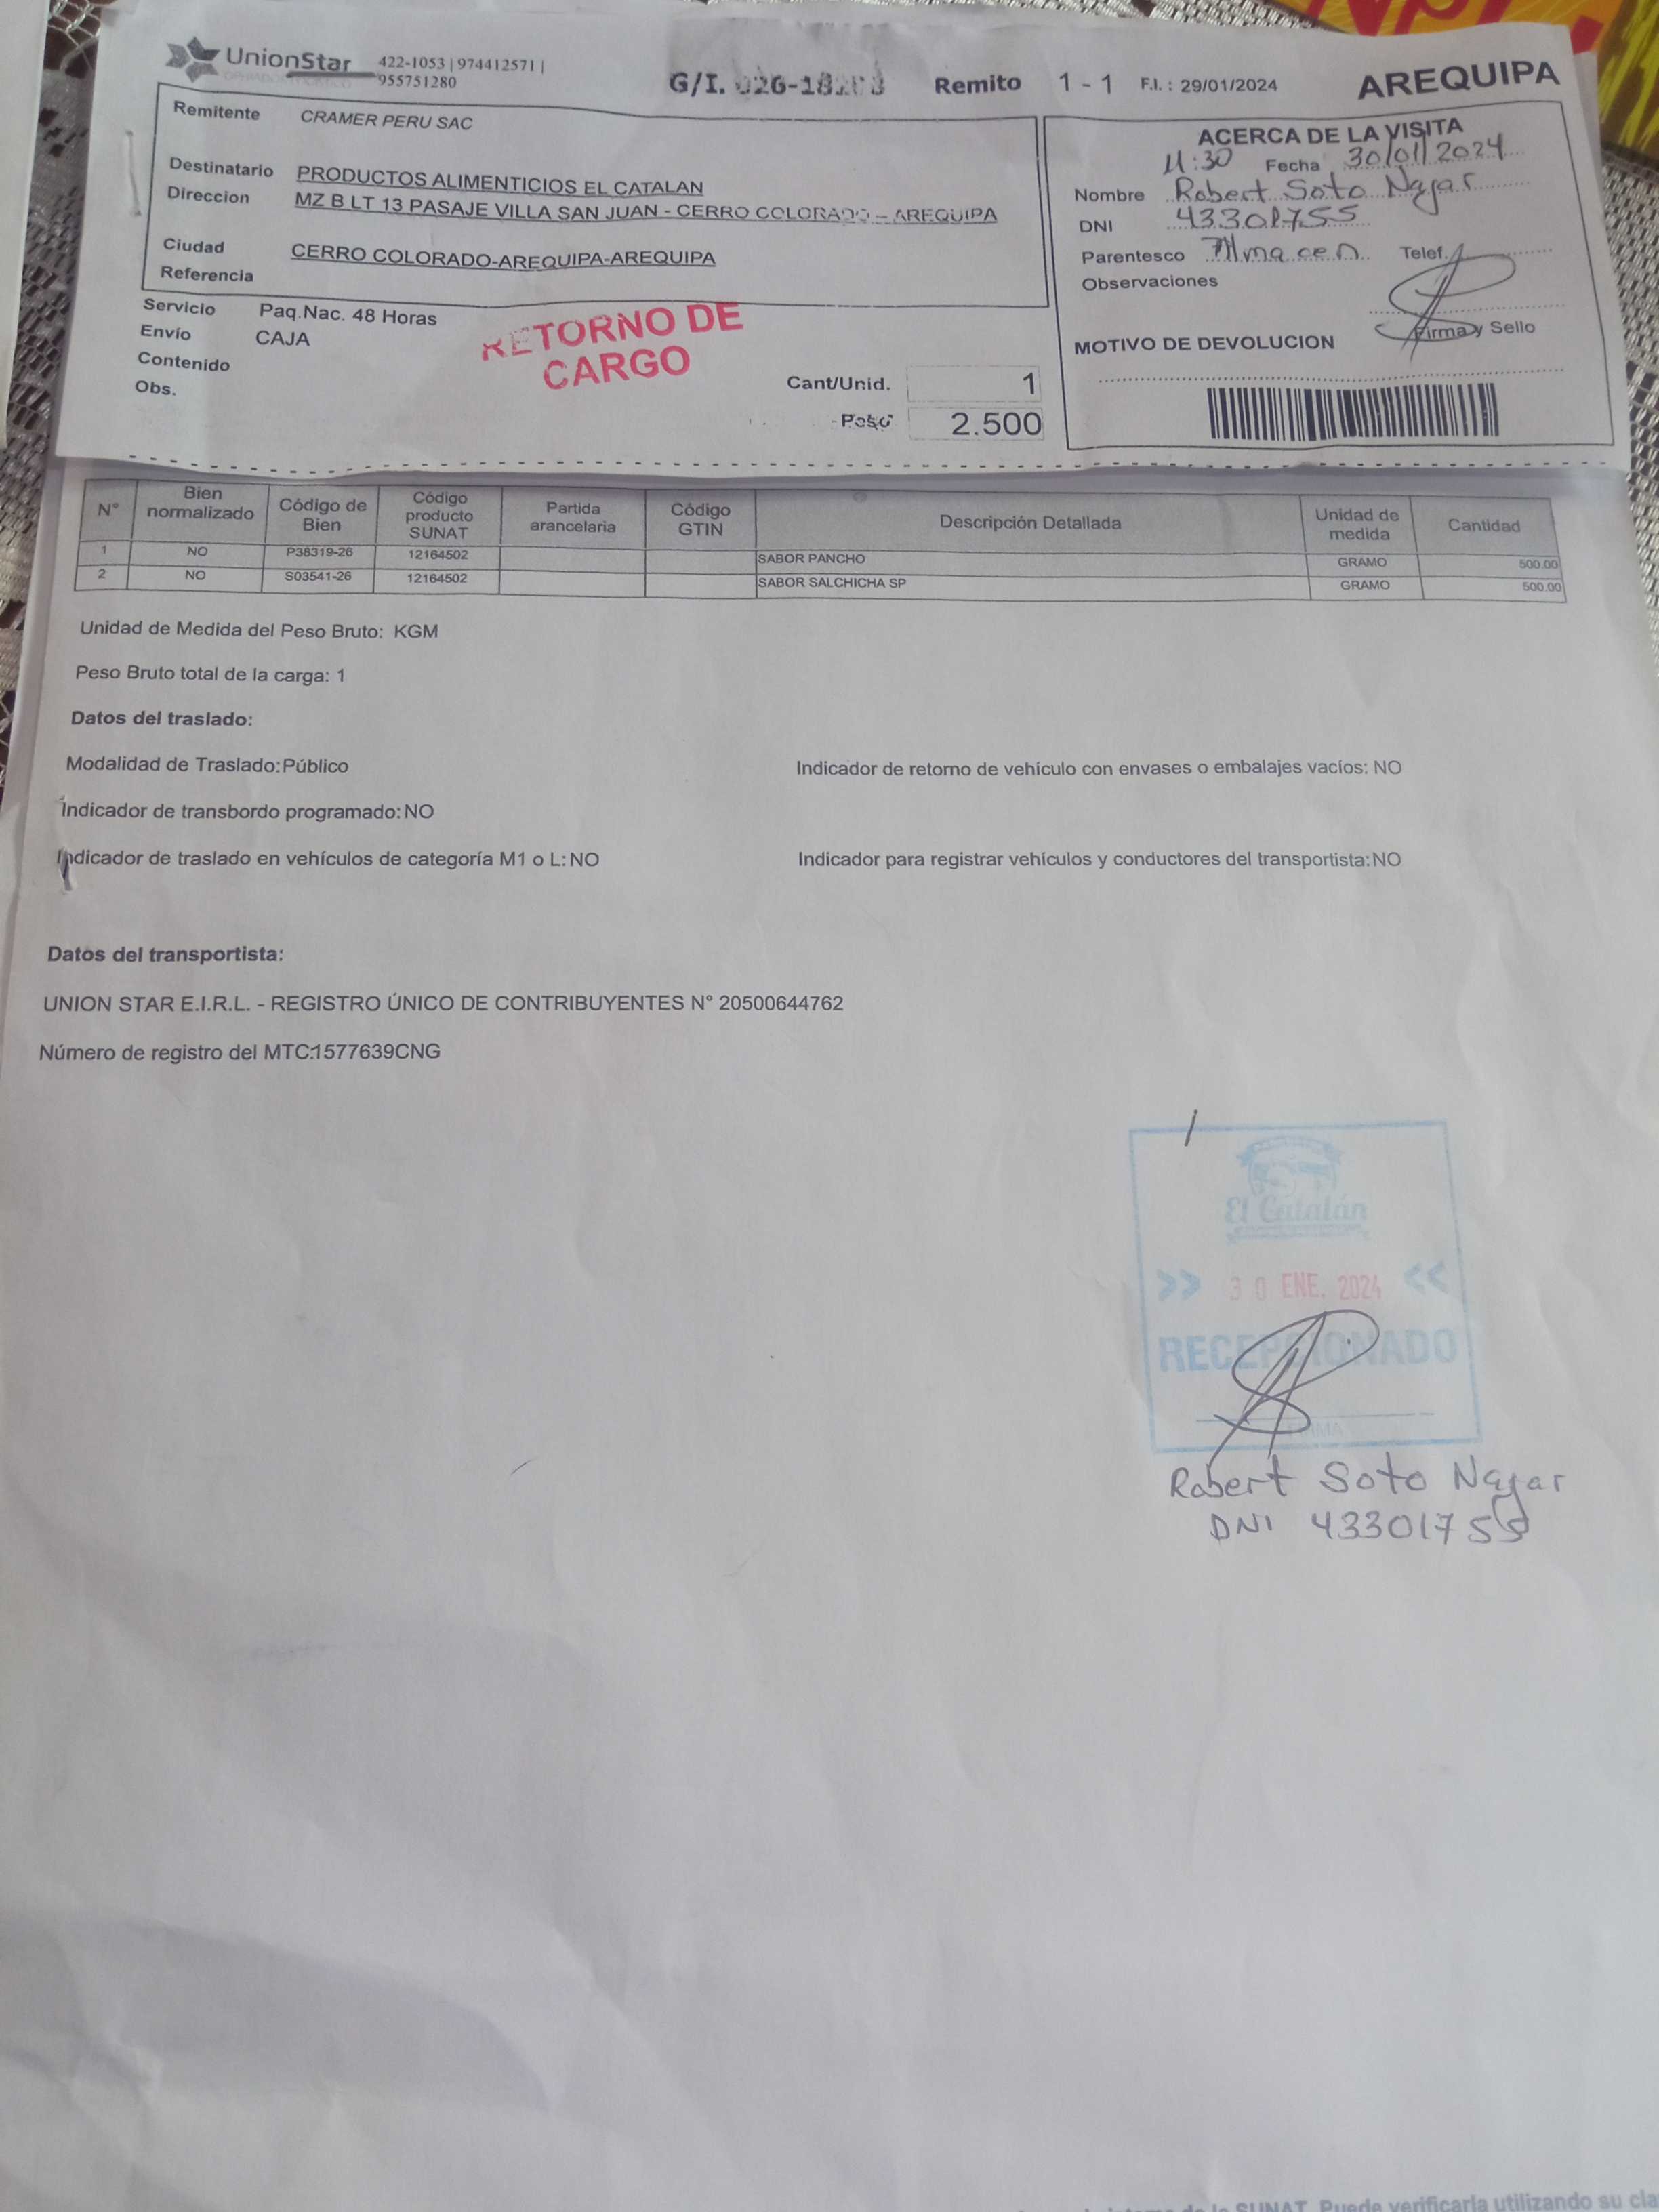 UnionStar 422-1053 | 974412571 |
955751280
G/I. Remito 1 - 1 F.I. : 29/01/2024 AREQUIPA
Remitente CRAMER PERU SAC
Destinatario PRODUCTOS ALIMENTICIOS EL CATALAN
Direccion MZ B LT 13 PASAJE VILLA SAN JUAN - CERRO COLORADO - AREQUIPA
Ciudad CERRO COLORADO-AREQUIPA-AREQUIPA
Referencia
Servicio Paq.Nac. 48 Horas
Envío CAJA
Contenido
Obs.
RETORNO DE
CARGO
Cant/Unid. 1
Peso 2.500
ACERCA DE LA VISITA
11:30 Fecha 30/01/2024
Nombre Robert Soto Najar
DNI 43301755
Parentesco Almacen Telef.
Observaciones
Firma y Sello
MOTIVO DE DEVOLUCION
N° Bien normalizado Código de Bien Código producto SUNAT Partida arancelaria Código GTIN Descripción Detallada Unidad de medida Cantidad
1 NO P38319-26 12164502 SABOR PANCHO GRAMO 500.00
2 NO S03541-26 12164502 SABOR SALCHICHA SP GRAMO 500.00
Unidad de Medida del Peso Bruto: KGM
Peso Bruto total de la carga: 1
Datos del traslado:
Modalidad de Traslado:Público Indicador de retorno de vehículo con envases o embalajes vacíos: NO
Indicador de transbordo programado:NO
Indicador de traslado en vehículos de categoría M1 o L:NO Indicador para registrar vehículos y conductores del transportista:NO
Datos del transportista:
UNION STAR E.I.R.L. - REGISTRO ÚNICO DE CONTRIBUYENTES N° 20500644762
Número de registro del MTC:1577639CNG
El Catalán
>> 30 ENE. 2024 <<
RECEPCIONADO
Robert Soto Najar
DNI 43301755
de la SUNAT. Puede verificarla utilizando su cla